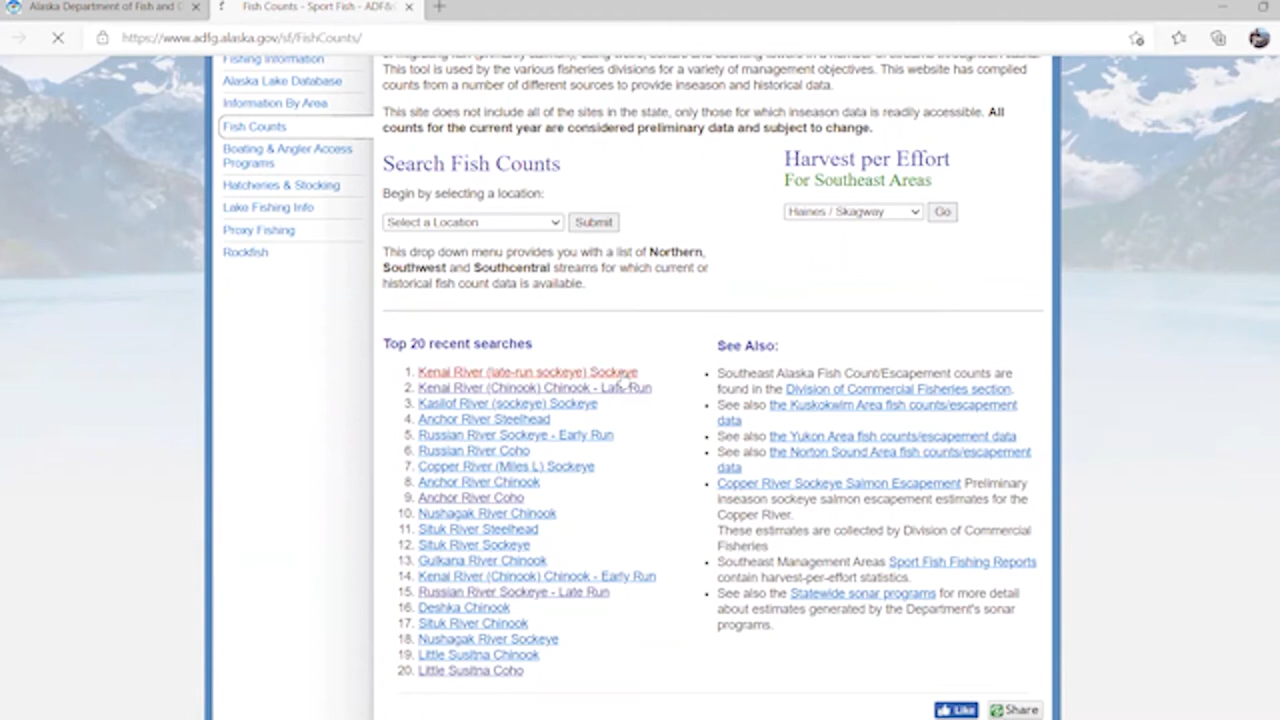 Alaska Department of Fish and G
Fish Counts - Sport Fish - ADF&G
https://www.adfg.alaska.gov/sf/FishCounts/
Fishing Information
Alaska Lake Database
Information By Area
Fish Counts
Boating & Angler Access
Programs
Hatcheries & Stocking
Lake Fishing Info
Proxy Fishing
Rockfish
This tool is used by the various fisheries divisions for a variety of management objectives. This website has compiled
counts from a number of different sources to provide inseason and historical data.
This site does not include all of the sites in the state, only those for which inseason data is readily accessible. All
counts for the current year are considered preliminary data and subject to change.
Search Fish Counts
Begin by selecting a location:
Select a Location
Submit
This drop down menu provides you with a list of Northern,
Southwest and Southcentral streams for which current or
historical fish count data is available.
Harvest per Effort
For Southeast Areas
Haines / Skagway
Go
Top 20 recent searches
1. Kenai River (late-run sockeye) Sockeye
2. Kenai River (Chinook) Chinook - Late-Run
3. Kasilof River (sockeye) Sockeye
4. Anchor River Steelhead
5. Russian River Sockeye - Early Run
6. Russian River Coho
7. Copper River (Miles L) Sockeye
8. Anchor River Chinook
9. Anchor River Coho
10. Nushagak River Chinook
11. Situk River Steelhead
12. Situk River Sockeye
13. Gulkana River Chinook
14. Kenai River (Chinook) Chinook - Early Run
15. Russian River Sockeye - Late Run
16. Deshka Chinook
17. Situk River Chinook
18. Nushagak River Sockeye
19. Little Susitna Chinook
20. Little Susitna Coho
See Also:
Southeast Alaska Fish Count/Escapement counts are
found in the Division of Commercial Fisheries section.
See also the Kuskokwim Area fish counts/escapement
data
See also the Yukon Area fish counts/escapement data
See also the Norton Sound Area fish counts/escapement
data
Copper River Sockeye Salmon Escapement Preliminary
inseason sockeye salmon escapement estimates for the
Copper River.
These estimates are collected by Division of Commercial
Fisheries
Southeast Management Areas Sport Fish Fishing Reports
contain harvest-per-effort statistics.
See also the Statewide sonar programs for more detail
about estimates generated by the Department's sonar
programs.
Like
Share